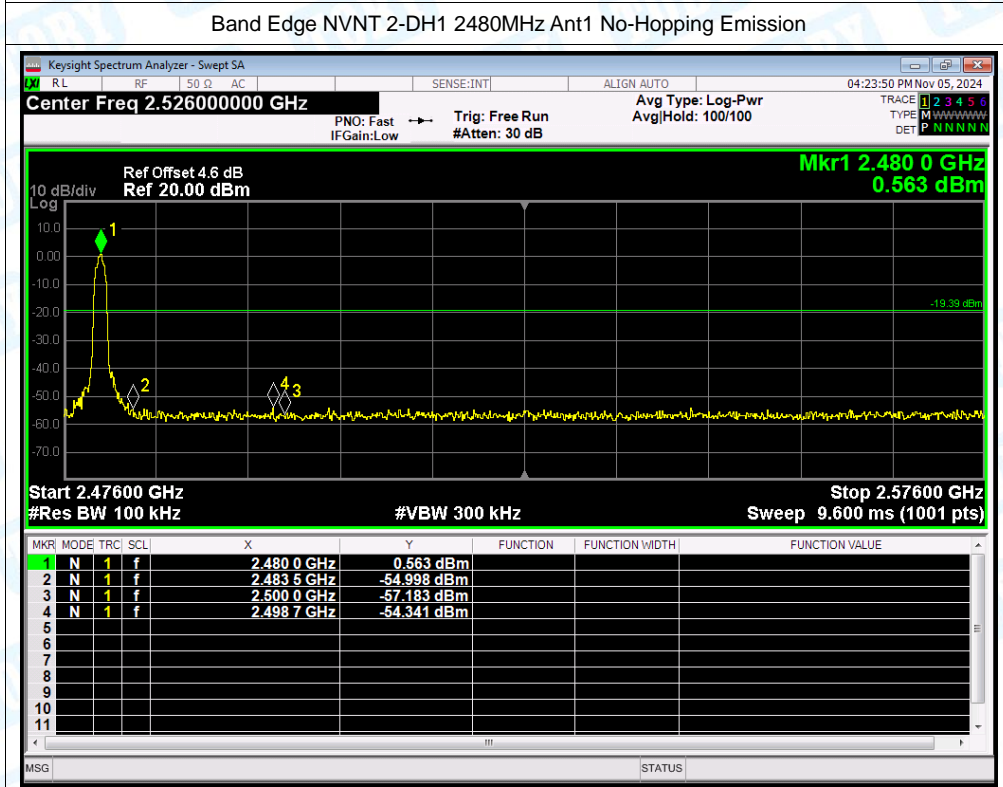 Band Edge NVNT 2-DH1 2480MHz Ant1 No-Hopping Emission
Keysight Spectrum Analyzer - Swept SA
LXI RL RF 50 Ω AC SENSE:INT ALIGN AUTO 04:23:50 PM Nov 05, 2024
Center Freq 2.526000000 GHz Avg Type: Log-Pwr TRACE 1 2 3 4 5 6
PNO: Fast Trig: Free Run Avg|Hold: 100/100 TYPE M WWWWW
IFGain:Low #Atten: 30 dB DET P N N N N N
Mkr1 2.480 0 GHz
Ref Offset 4.6 dB
10 dB/div Ref 20.00 dBm 0.563 dBm
Log
10.0
1
0.00
-10.0
-19.39 dBm
-20.0
-30.0
-40.0
2 4 3
-50.0
-60.0
-70.0
Start 2.47600 GHz Stop 2.57600 GHz
#Res BW 100 kHz #VBW 300 kHz Sweep 9.600 ms (1001 pts)
MKR MODE TRC SCL X Y FUNCTION FUNCTION WIDTH FUNCTION VALUE
1 N 1 f 2.480 0 GHz 0.563 dBm
2 N 1 f 2.483 5 GHz -54.998 dBm
3 N 1 f 2.500 0 GHz -57.183 dBm
4 N 1 f 2.498 7 GHz -54.341 dBm
5
6
7
8
9
10
11
MSG STATUS